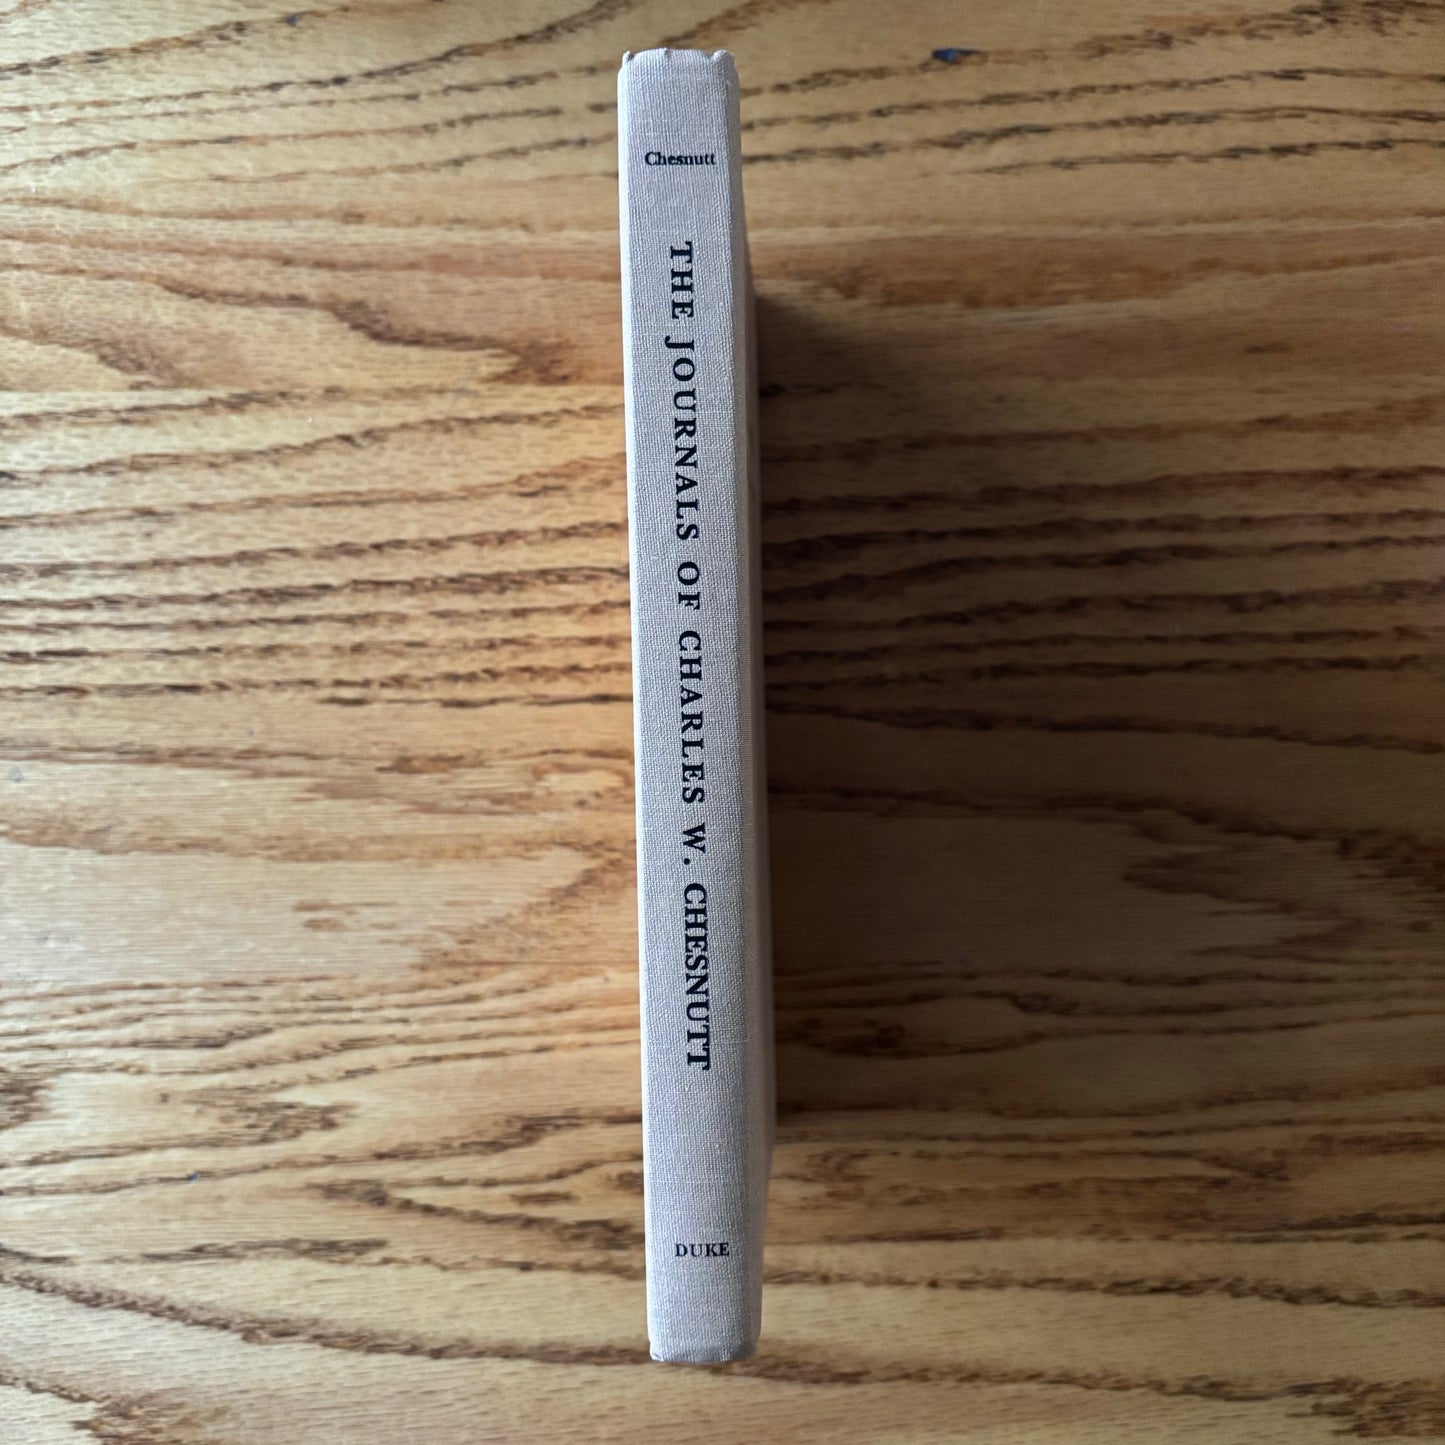 Chesnutt
THE JOURNALS OF CHARLES W. CHESNUTT
DUKE